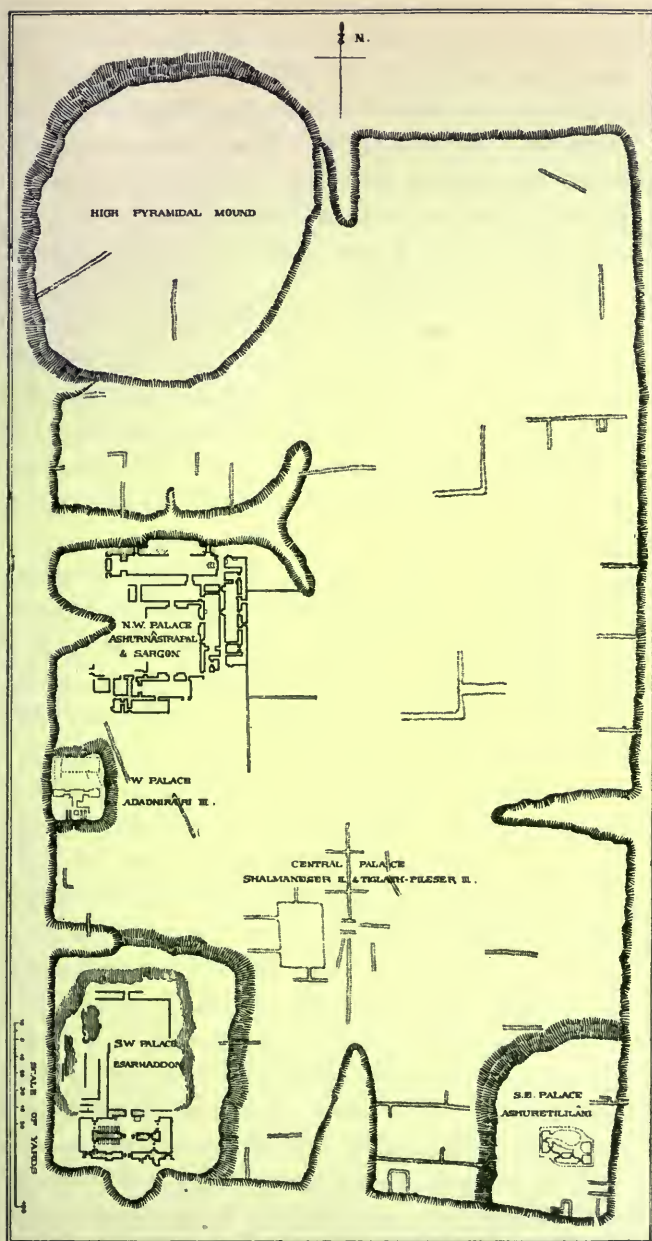 N.
HIGH PYRAMIDAL MOUND
N.W. PALACE
ASHURNASIRAPAL
& SARGON
W PALACE
ADADNIRARI III.
CENTRAL PALACE
SHALMANESER II. & TIGLATH-PILESER III.
S.W PALACE
ESARHADDON
S.E. PALACE
ASHURETILILANI
SCALE OF YARDS